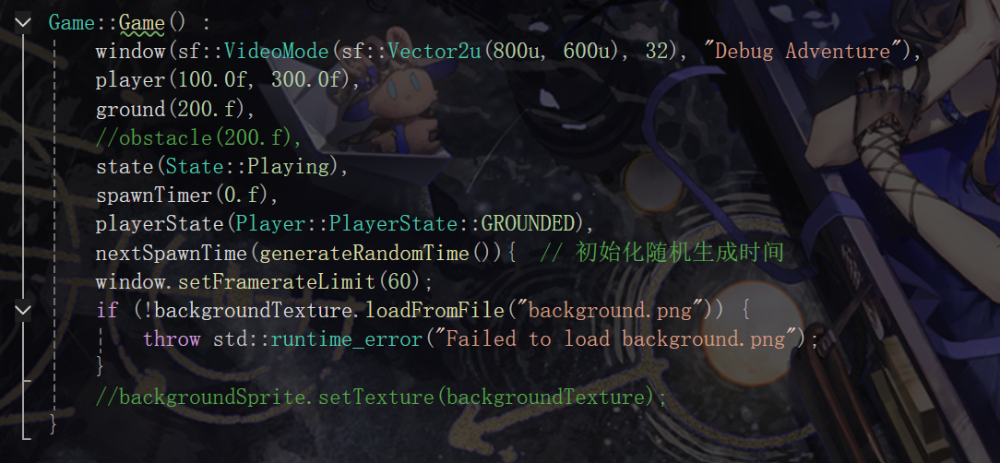 Game::Game() :
window(sf::VideoMode(sf::Vector2u(800u, 600u), 32), "Debug Adventure"),
player(100.0f, 300.0f),
ground(200.f),
//obstacle(200.f),
state(State::Playing),
spawnTimer(0.f),
playerState(Player::PlayerState::GROUNDED),
nextSpawnTime(generateRandomTime()){  // 初始化随机生成时间
window.setFramerateLimit(60);
if (!backgroundTexture.loadFromFile("background.png")) {
throw std::runtime_error("Failed to load background.png");
}
//backgroundSprite.setTexture(backgroundTexture);
}